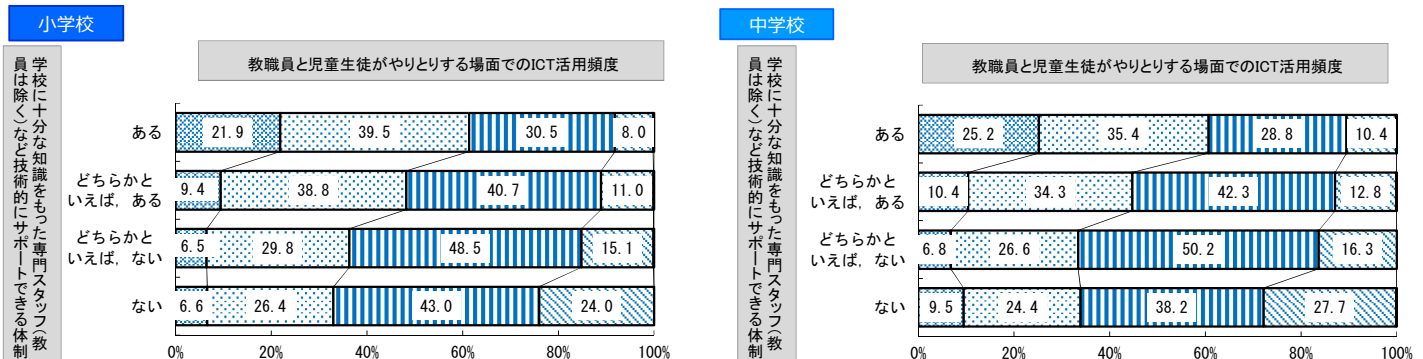 小学校
教職員と児童生徒がやりとりする場面でのICT活用頻度
学校に十分な知識をもった専門スタッフ(教
員は除く)など技術的にサポートできる体制
ある
21.9 39.5 30.5 8.0
どちらかと
いえば，ある
9.4 38.8 40.7 11.0
どちらかと
いえば，ない
6.5 29.8 48.5 15.1
ない
6.6 26.4 43.0 24.0
0% 20% 40% 60% 80% 100%
中学校
教職員と児童生徒がやりとりする場面でのICT活用頻度
学校に十分な知識をもった専門スタッフ(教
員は除く)など技術的にサポートできる体制
ある
25.2 35.4 28.8 10.4
どちらかと
いえば，ある
10.4 34.3 42.3 12.8
どちらかと
いえば，ない
6.8 26.6 50.2 16.3
ない
9.5 24.4 38.2 27.7
0% 20% 40% 60% 80% 100%